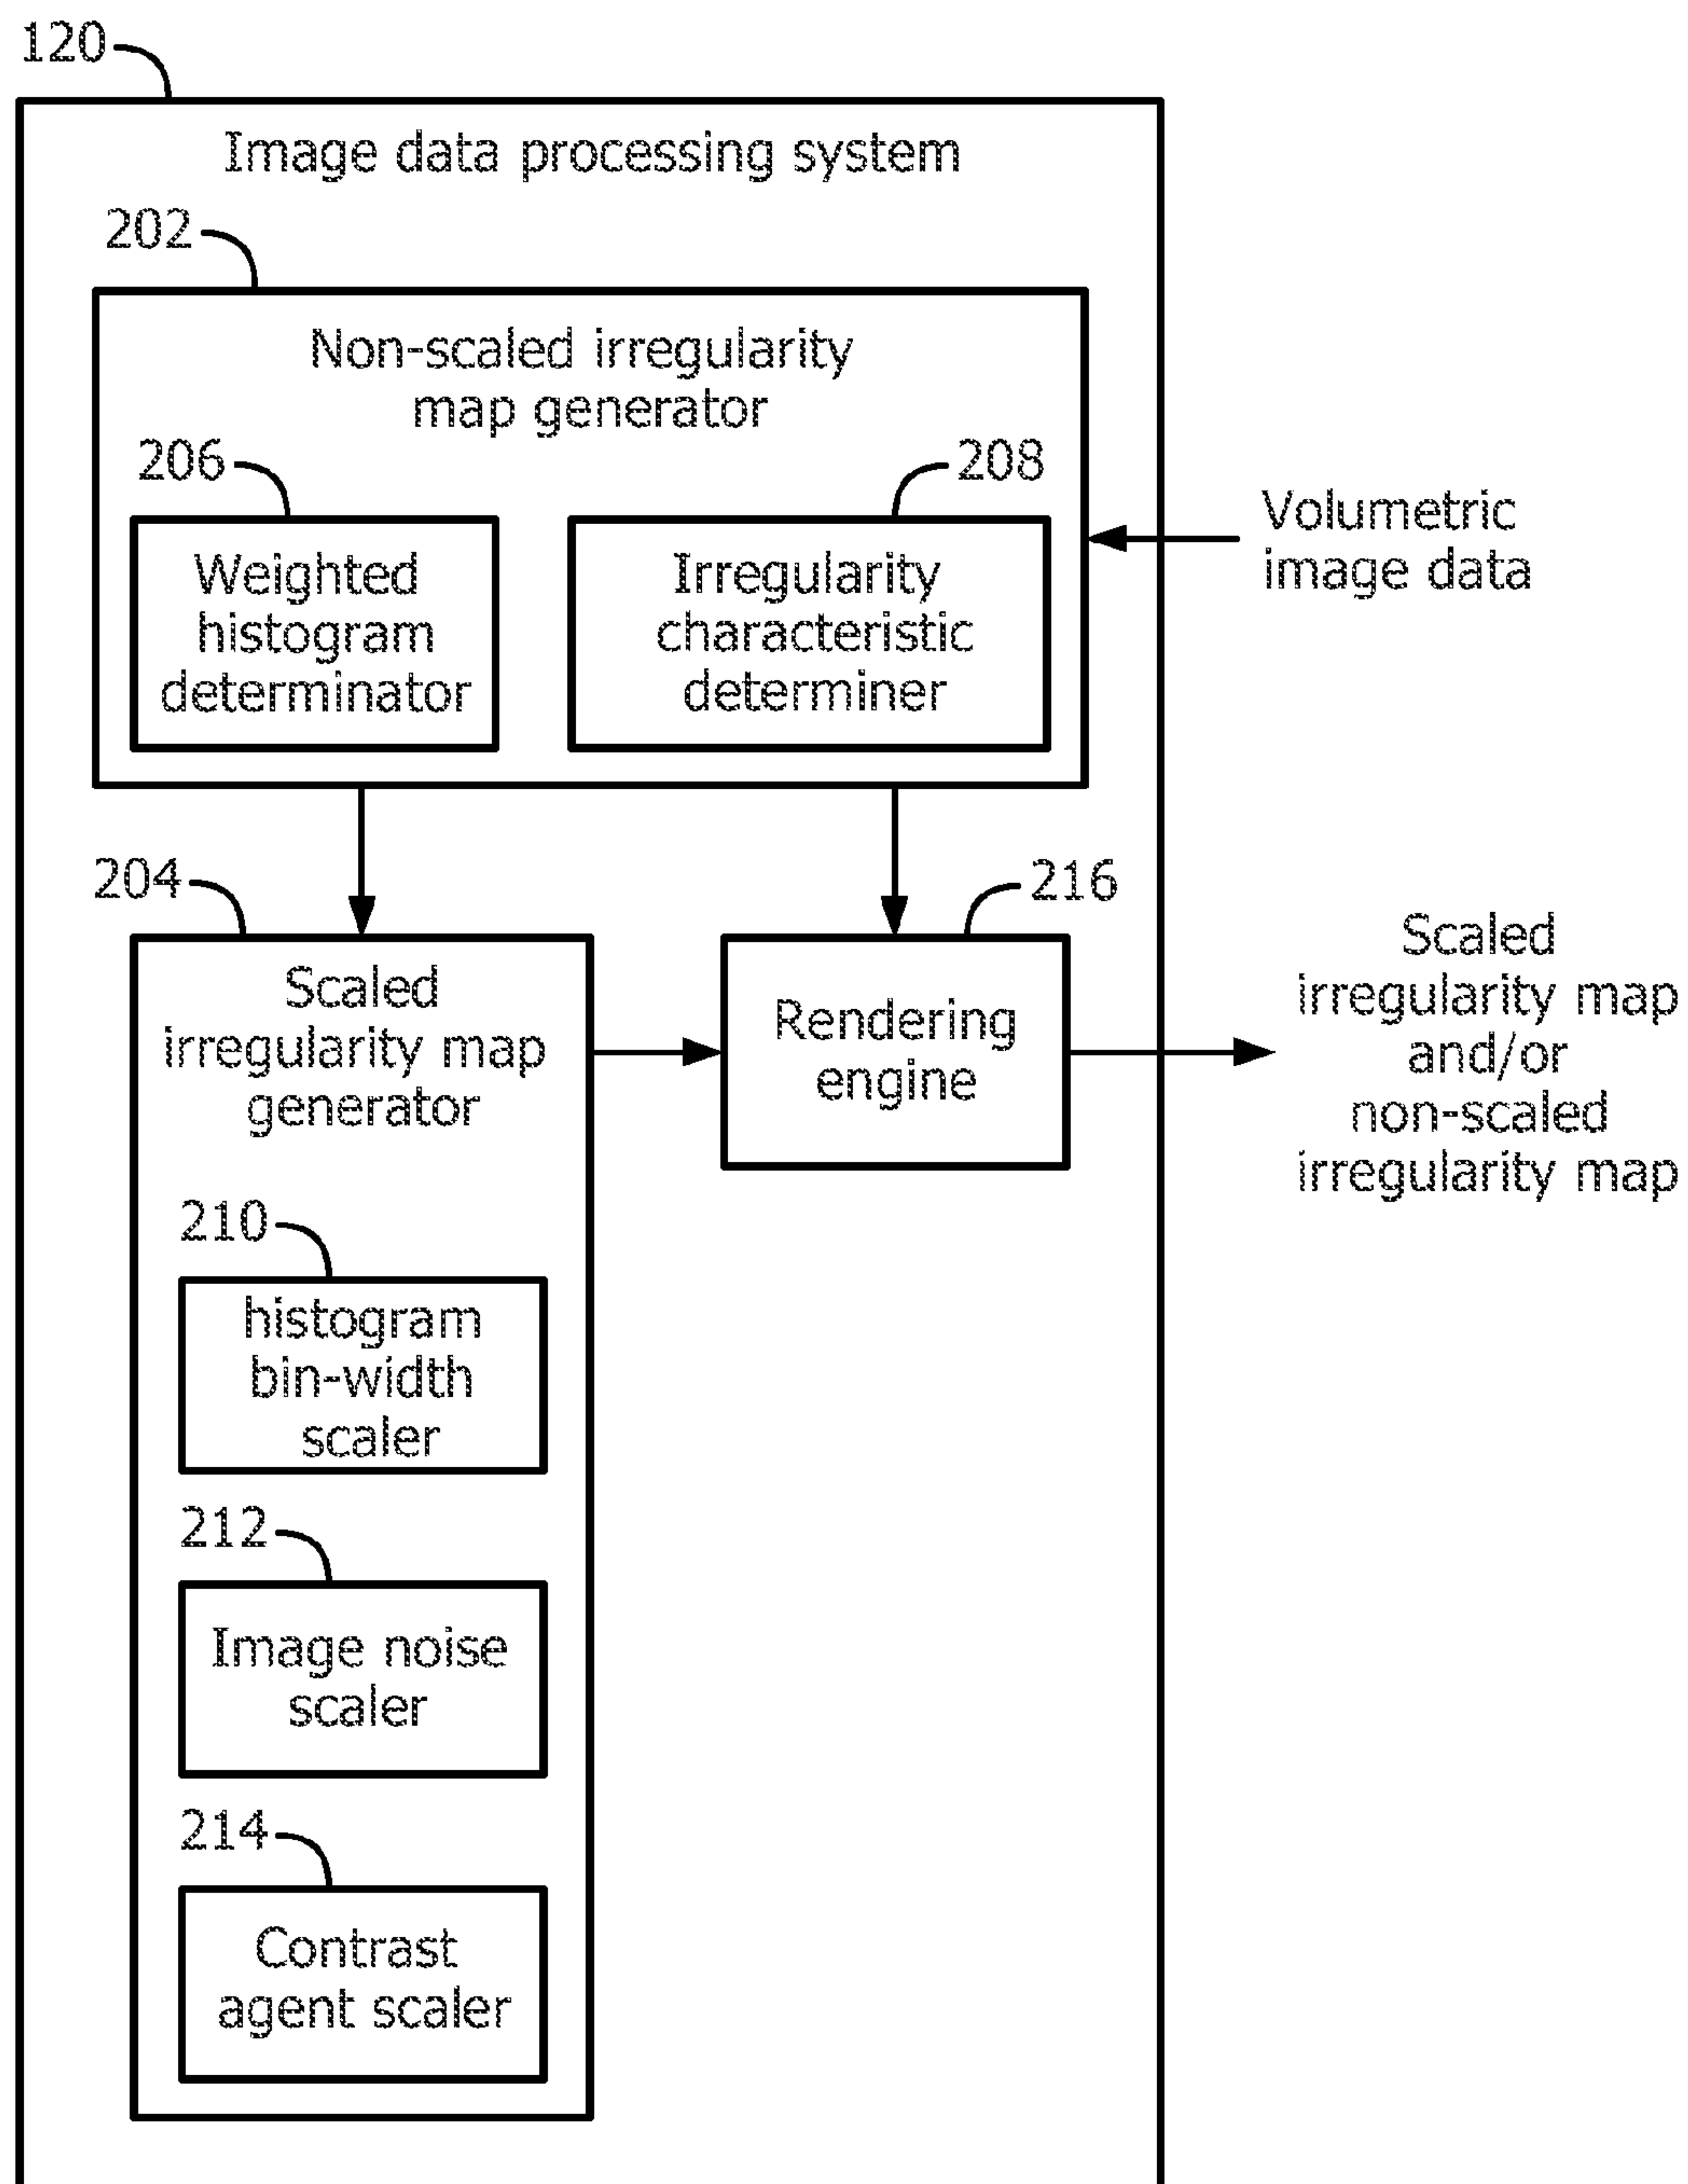 120
Image data processing system
202
Non-scaled irregularity
map generator
206
208
Weighted
histogram
determinator
Irregularity
characteristic
determiner
Volumetric
image data
204
216
Scaled
irregularity map
generator
Rendering
engine
Scaled
irregularity map
and/or
non-scaled
irregularity map
210
histogram
bin-width
scaler
212
Image noise
scaler
214
Contrast
agent scaler